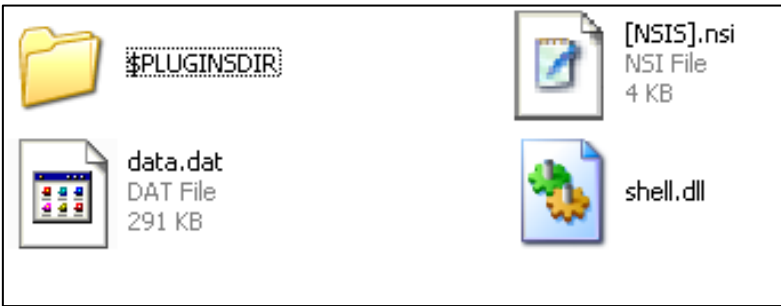 $PLUGINSDIR
[NSIS].nsi
NSI File
4 KB
data.dat
DAT File
291 KB
shell.dll